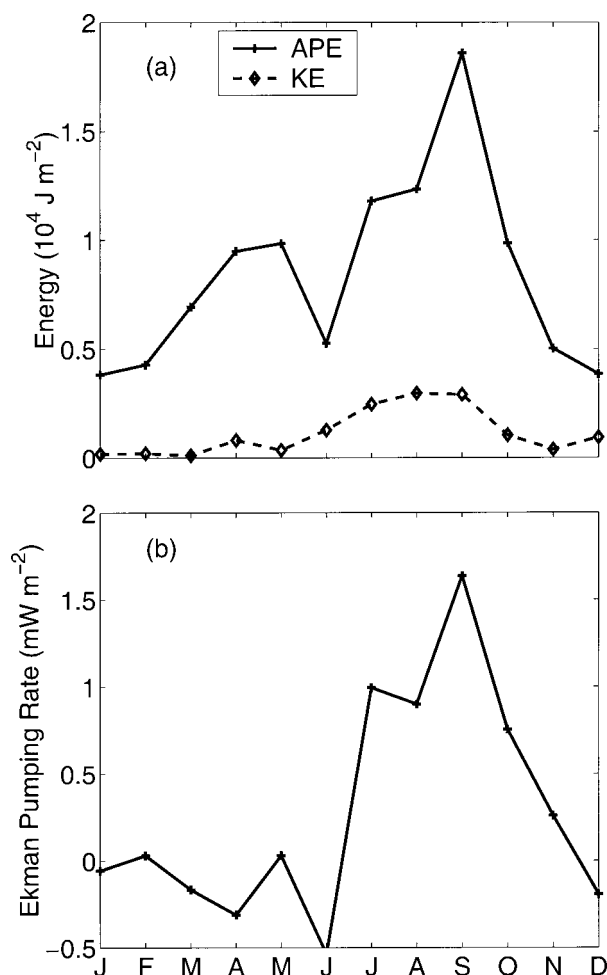 2
APE
KE
(a)
1.5
1
0.5
0
Energy (10⁴ J m⁻²)
2
(b)
1.5
1
0.5
0
−0.5
Ekman Pumping Rate (mW m⁻²)
J F M A M J J A S O N D